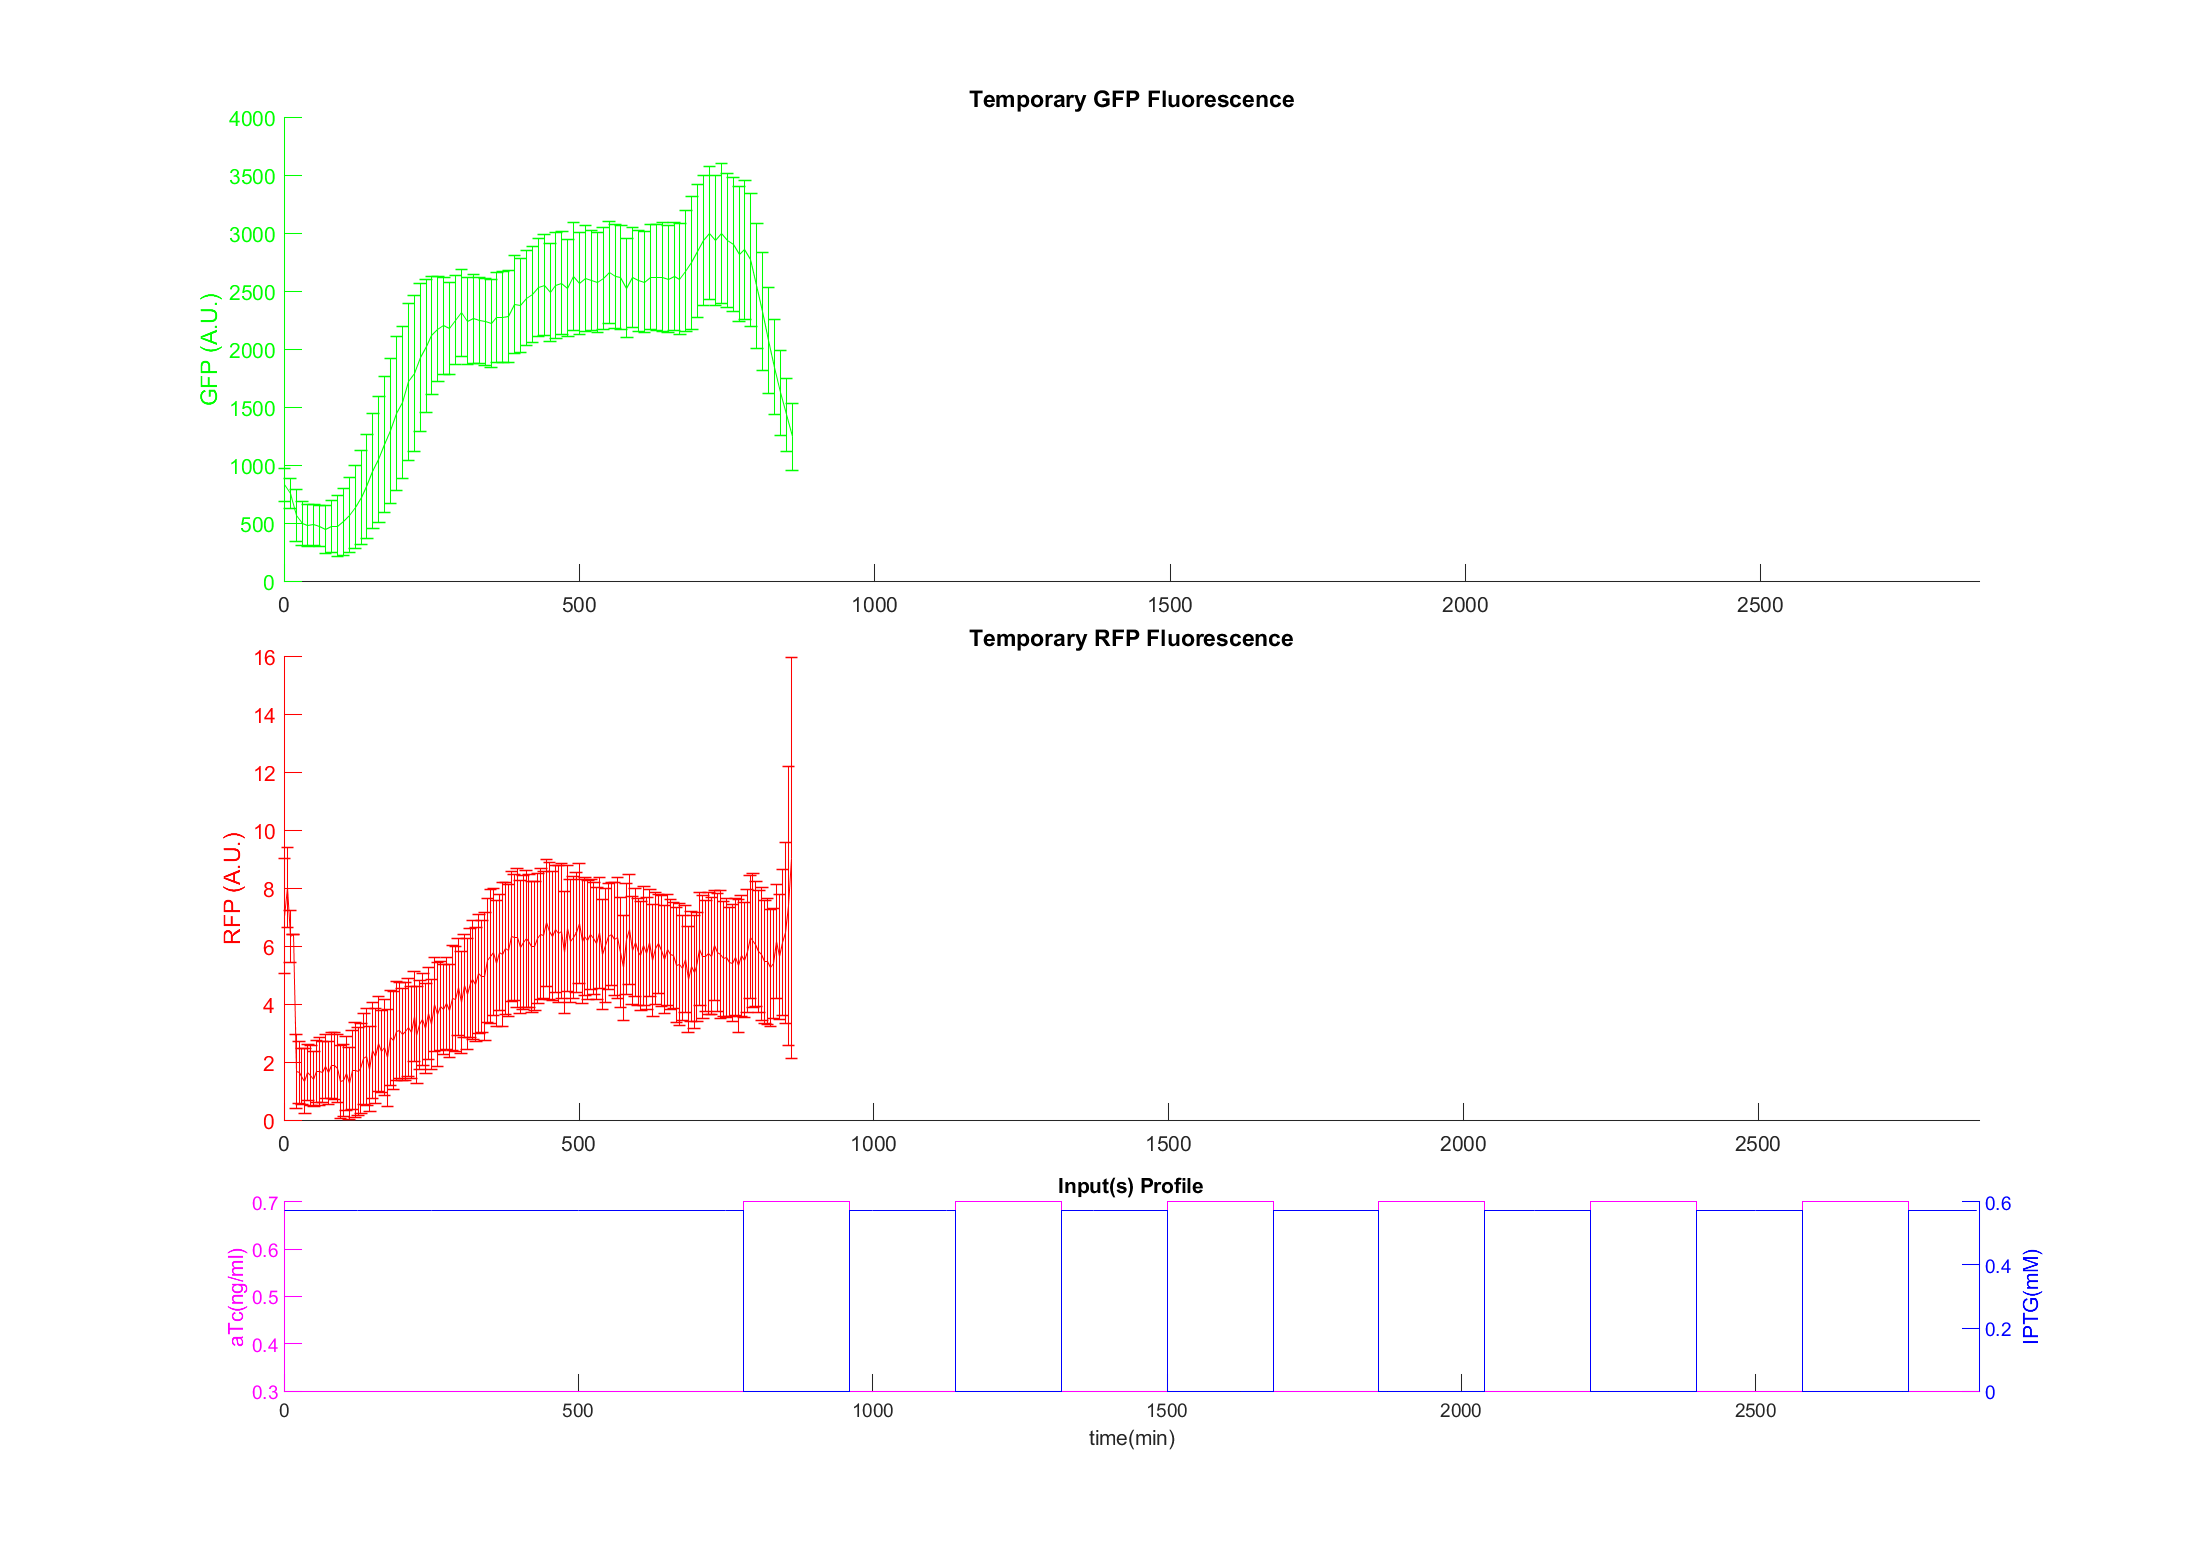 Temporary GFP Fluorescence
4000
3500
3000
2500
2000
1500
1000
500
0
GFP (A.U.)
0 500 1000 1500 2000 2500
Temporary RFP Fluorescence
16
14
12
10
8
6
4
2
0
RFP (A.U.)
0 500 1000 1500 2000 2500
Input(s) Profile
0.7
0.6
0.5
0.4
0.3
aTc(ng/ml)
0.6
0.4
0.2
0
IPTG(mM)
0 500 1000 1500 2000 2500
time(min)